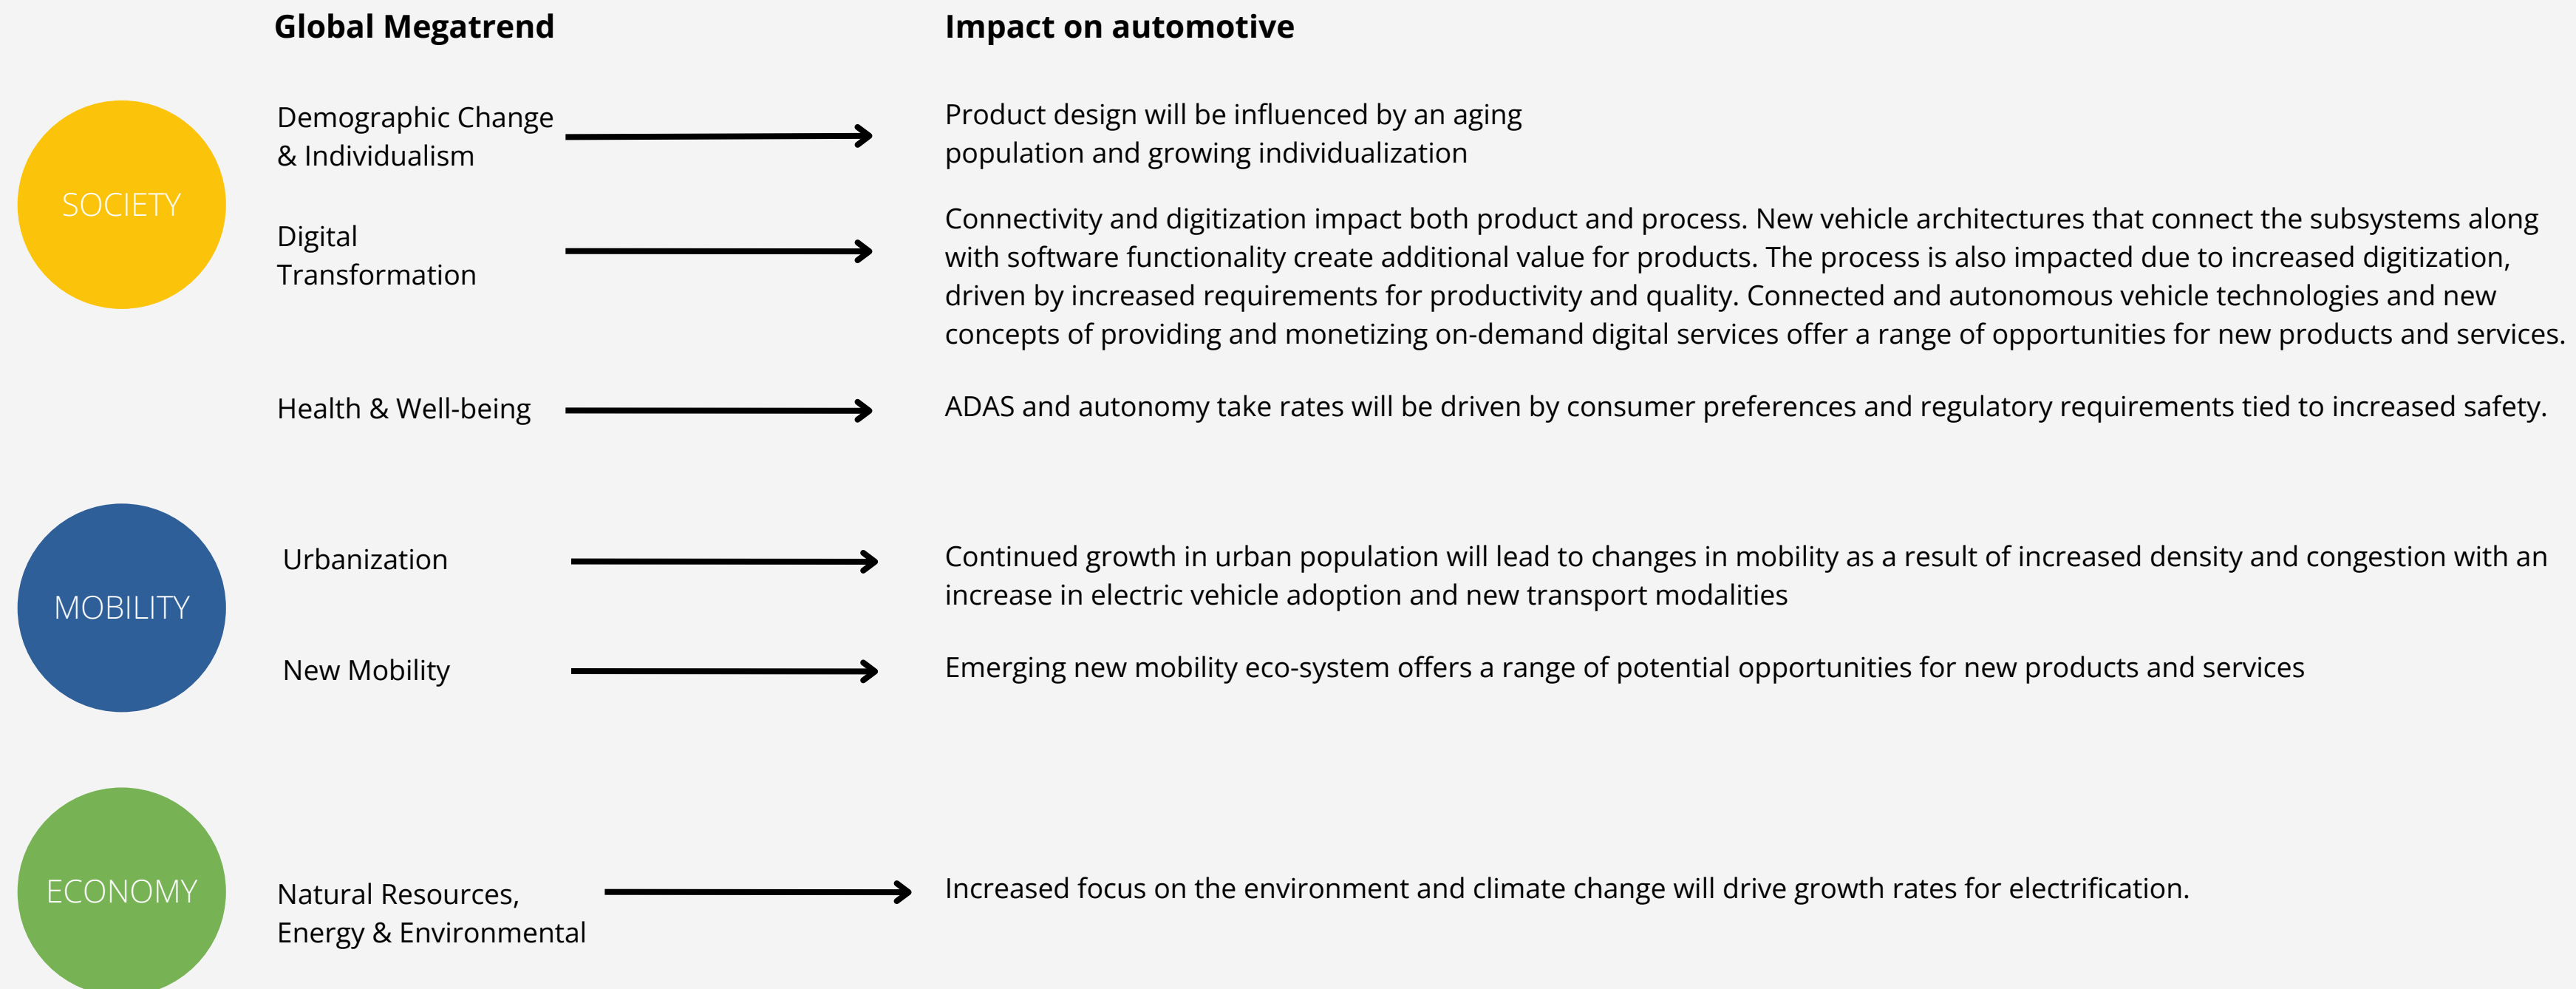 Global Megatrend
Impact on automotive
SOCIETY
Demographic Change
& Individualism
Product design will be influenced by an aging
population and growing individualization
Digital
Transformation
Connectivity and digitization impact both product and process. New vehicle architectures that connect the subsystems along
with software functionality create additional value for products. The process is also impacted due to increased digitization,
driven by increased requirements for productivity and quality. Connected and autonomous vehicle technologies and new
concepts of providing and monetizing on-demand digital services offer a range of opportunities for new products and services.
Health & Well-being
ADAS and autonomy take rates will be driven by consumer preferences and regulatory requirements tied to increased safety.
MOBILITY
Urbanization
Continued growth in urban population will lead to changes in mobility as a result of increased density and congestion with an
increase in electric vehicle adoption and new transport modalities
New Mobility
Emerging new mobility eco-system offers a range of potential opportunities for new products and services
ECONOMY
Natural Resources,
Energy & Environmental
Increased focus on the environment and climate change will drive growth rates for electrification.